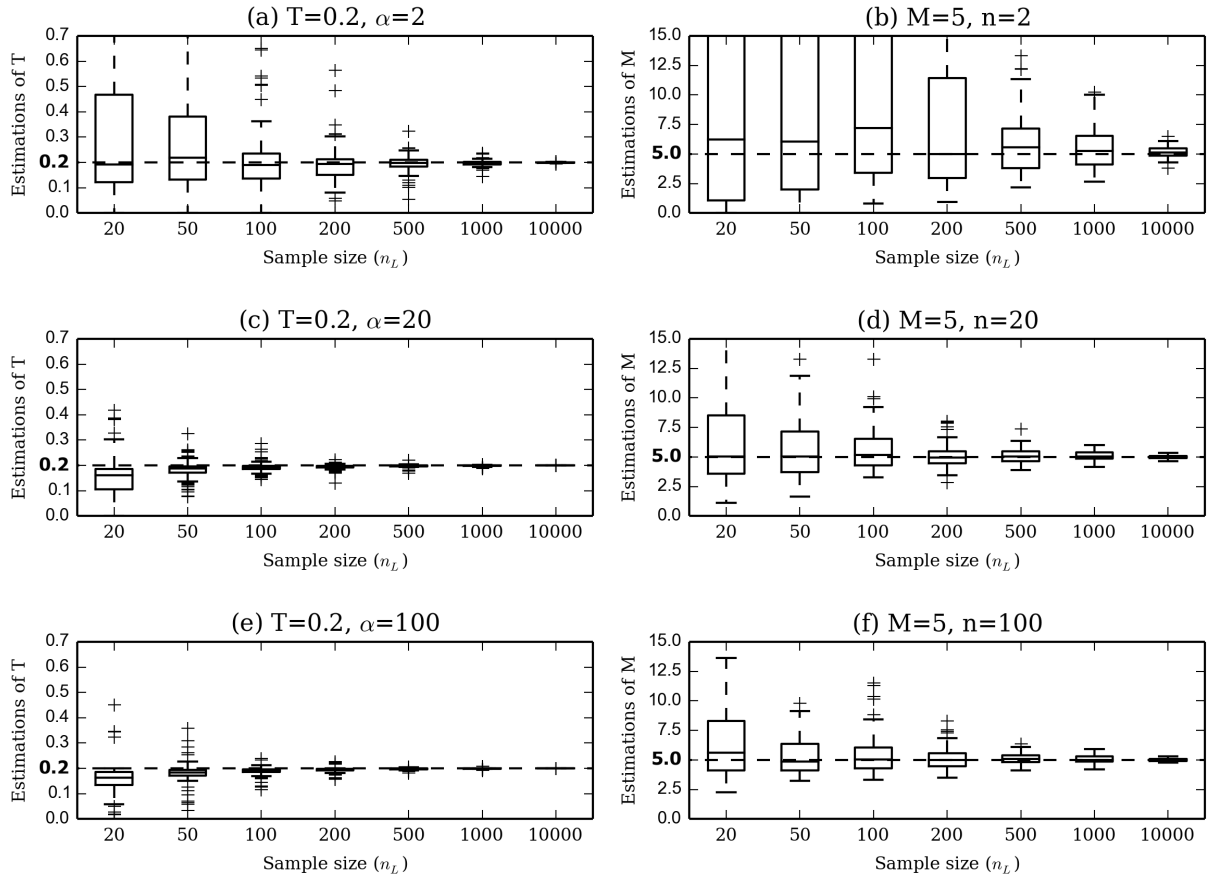 (a) T=0.2, α=2
Estimations of T
0.7
0.6
0.5
0.4
0.3
0.2
0.1
0.0
20 50 100 200 500 1000 10000
Sample size (n_L)
(b) M=5, n=2
Estimations of M
15.0
12.5
10.0
7.5
5.0
2.5
0.0
20 50 100 200 500 1000 10000
Sample size (n_L)
(c) T=0.2, α=20
Estimations of T
0.7
0.6
0.5
0.4
0.3
0.2
0.1
0.0
20 50 100 200 500 1000 10000
Sample size (n_L)
(d) M=5, n=20
Estimations of M
15.0
12.5
10.0
7.5
5.0
2.5
0.0
20 50 100 200 500 1000 10000
Sample size (n_L)
(e) T=0.2, α=100
Estimations of T
0.7
0.6
0.5
0.4
0.3
0.2
0.1
0.0
20 50 100 200 500 1000 10000
Sample size (n_L)
(f) M=5, n=100
Estimations of M
15.0
12.5
10.0
7.5
5.0
2.5
0.0
20 50 100 200 500 1000 10000
Sample size (n_L)